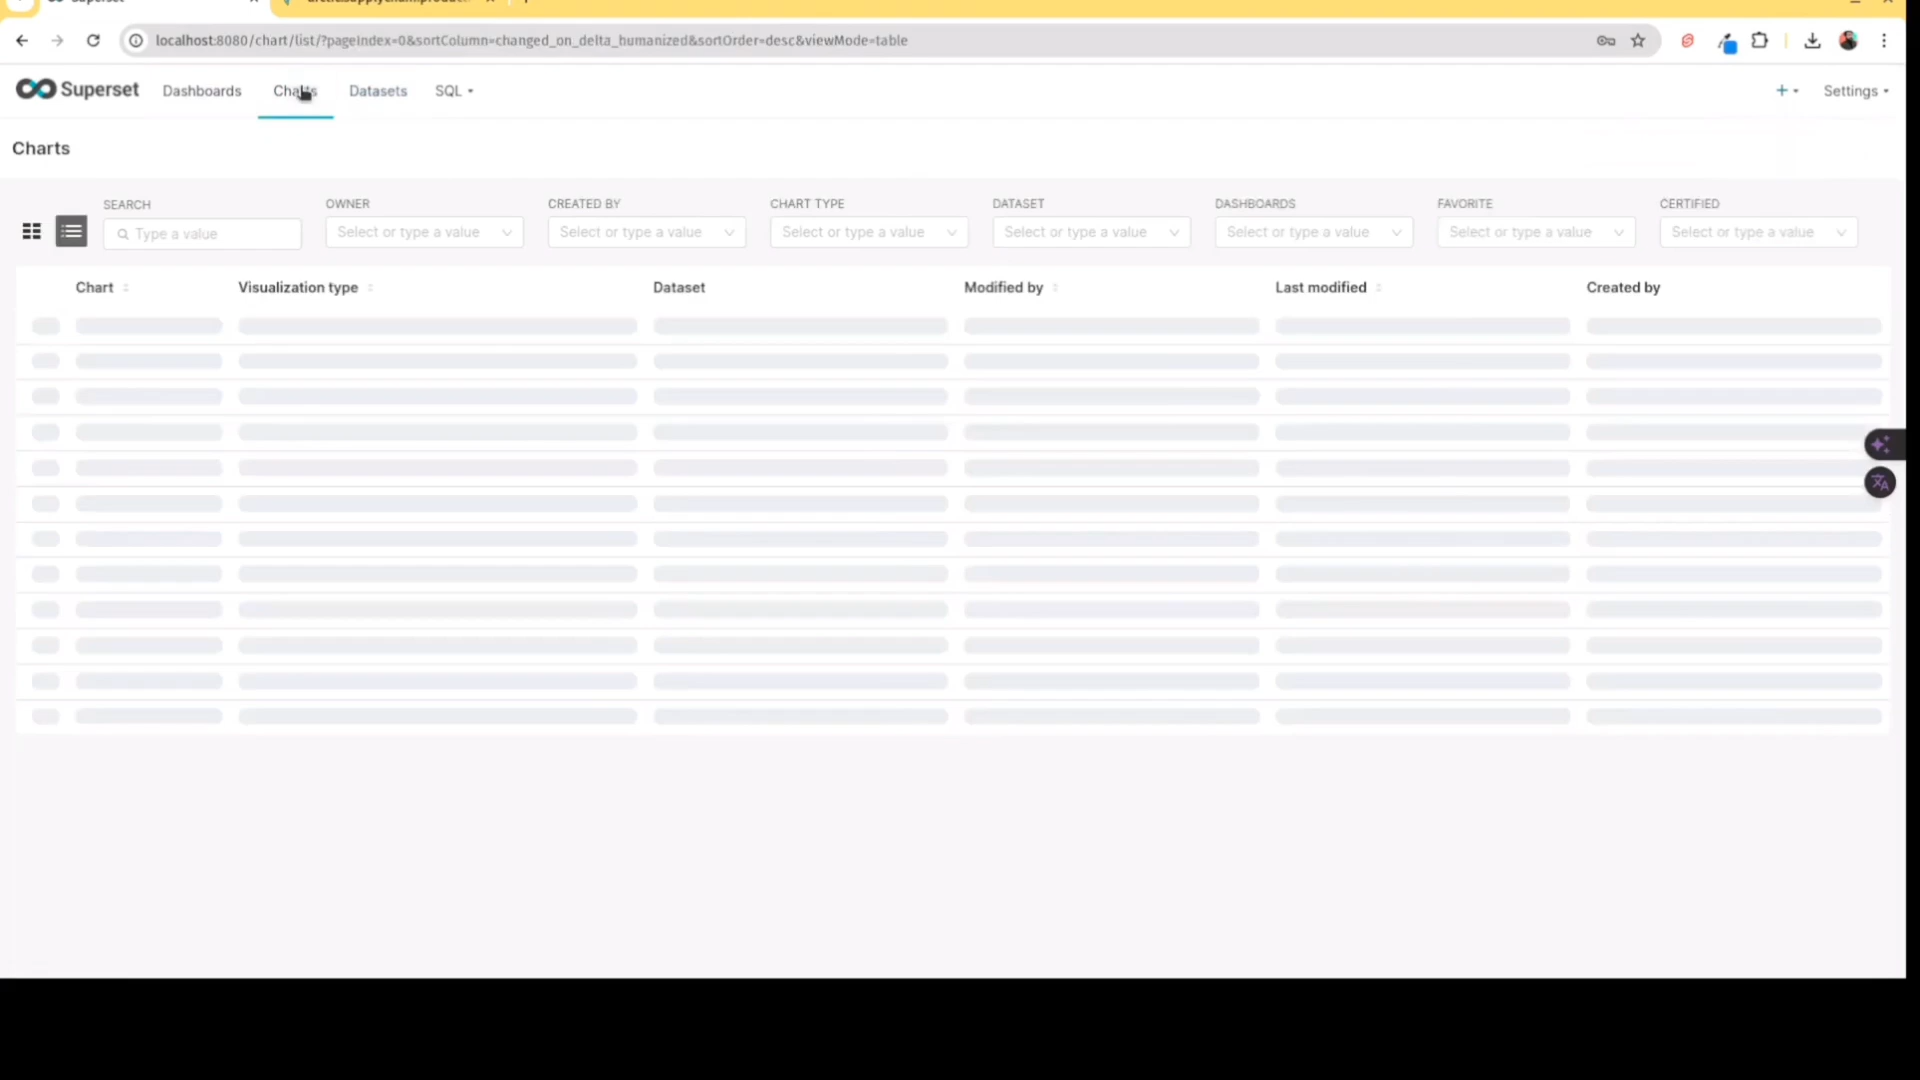 localhost:8080/chart/list/?pageIndex=0&sortColumn=changed_on_delta_humanized&sortOrder=desc&viewMode=table
Superset Dashboards Charts Datasets SQL + Settings
Charts
SEARCH OWNER CREATED BY CHART TYPE DATASET DASHBOARDS FAVORITE CERTIFIED
Type a value Select or type a value Select or type a value Select or type a value Select or type a value Select or type a value Select or type a value Select or type a value
Chart Visualization type Dataset Modified by Last modified Created by